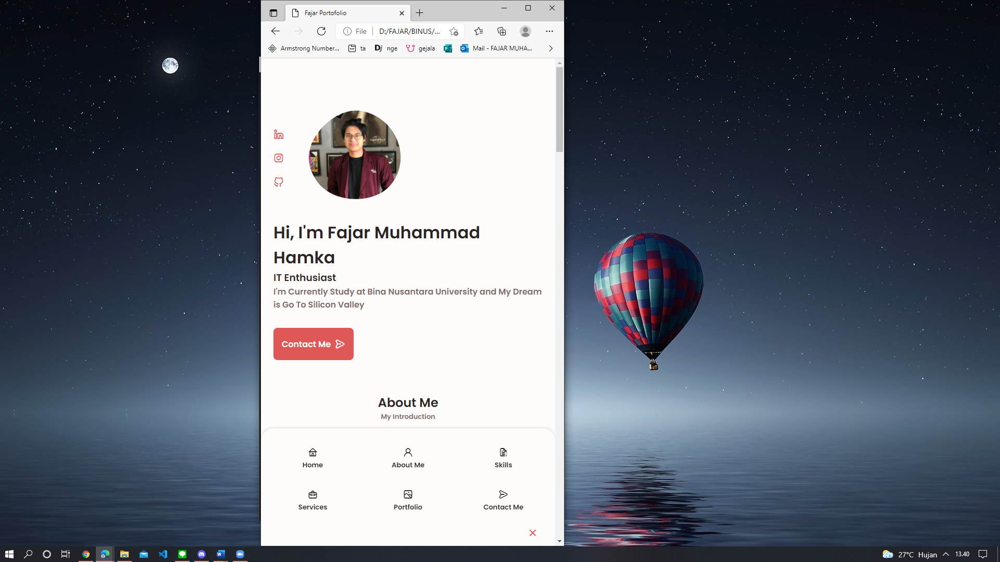 Fajar Portofolio
File
D:/FAJAR/BINUS/...
Armstrong Number...
ta
Dj nge
gejala
Mail - FAJAR MUHA...
Hi, I'm Fajar Muhammad
Hamka
IT Enthusiast
I'm Currently Study at Bina Nusantara University and My Dream
is Go To Silicon Valley
Contact Me
About Me
My Introduction
Home
About Me
Skills
Services
Portfolio
Contact Me
27°C Hujan
13.40